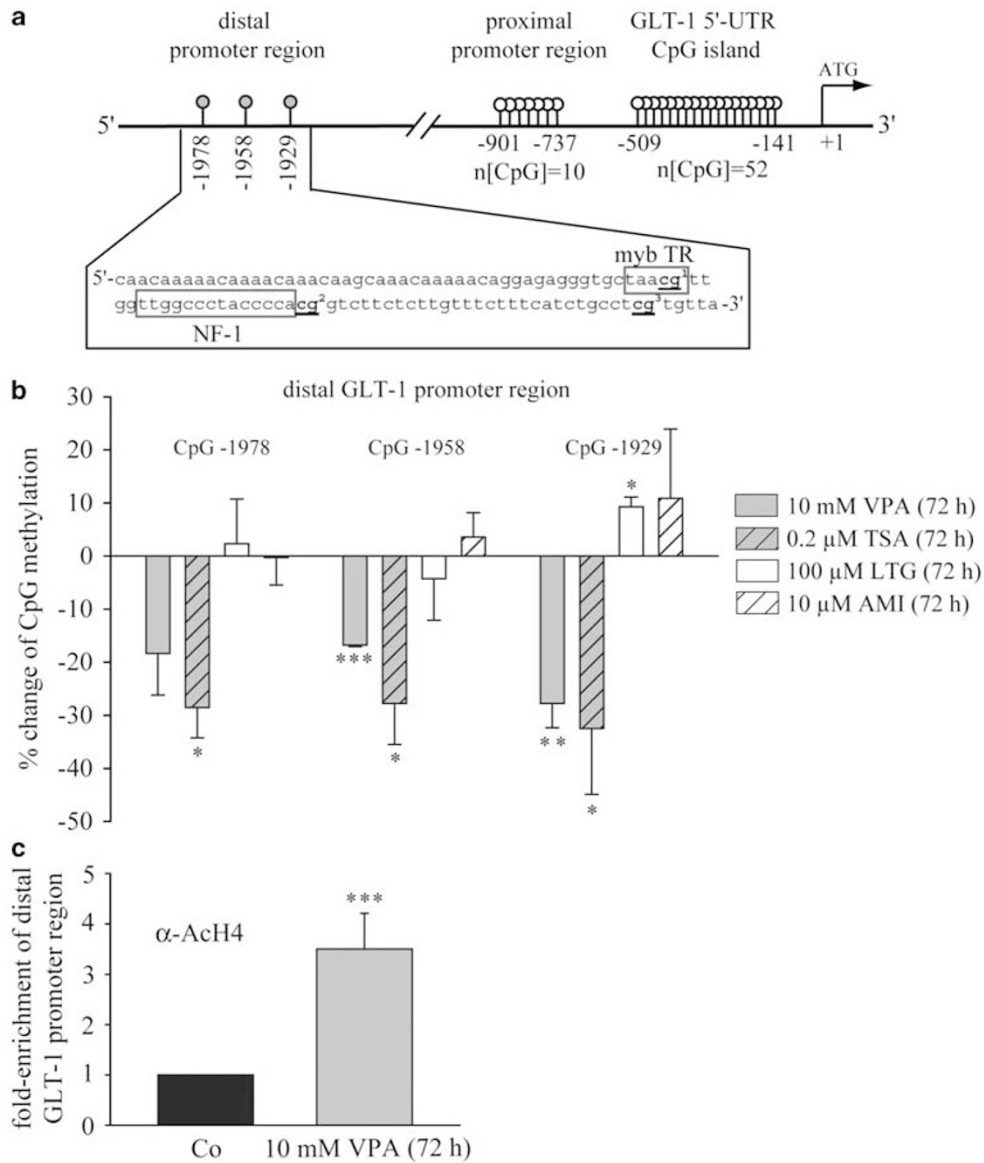 a
distal
promoter region
proximal
promoter region
GLT-1 5'-UTR
CpG island
ATG
5'
3'
-1978
-1958
-1929
-901 -737
n[CpG]=10
-509 -141
n[CpG]=52
+1
myb TR
5'-caacaaaaacaaaacaaacaagcaaacaaaaacaggagagggtgctaacg¹tt
ggttggccctaccccacg²gtcttctcttgtttctttcatctgcctcg³tgtta-3'
NF-1
b
distal GLT-1 promoter region
% change of CpG methylation
30
20
10
0
-10
-20
-30
-40
-50
CpG -1978
CpG -1958
CpG -1929
*
***
*
**
*
*
10 mM VPA (72 h)
0.2 µM TSA (72 h)
100 µM LTG (72 h)
10 µM AMI (72 h)
c
fold-enrichment of distal
GLT-1 promoter region
5
4
3
2
1
0
α-AcH4
***
Co
10 mM VPA (72 h)